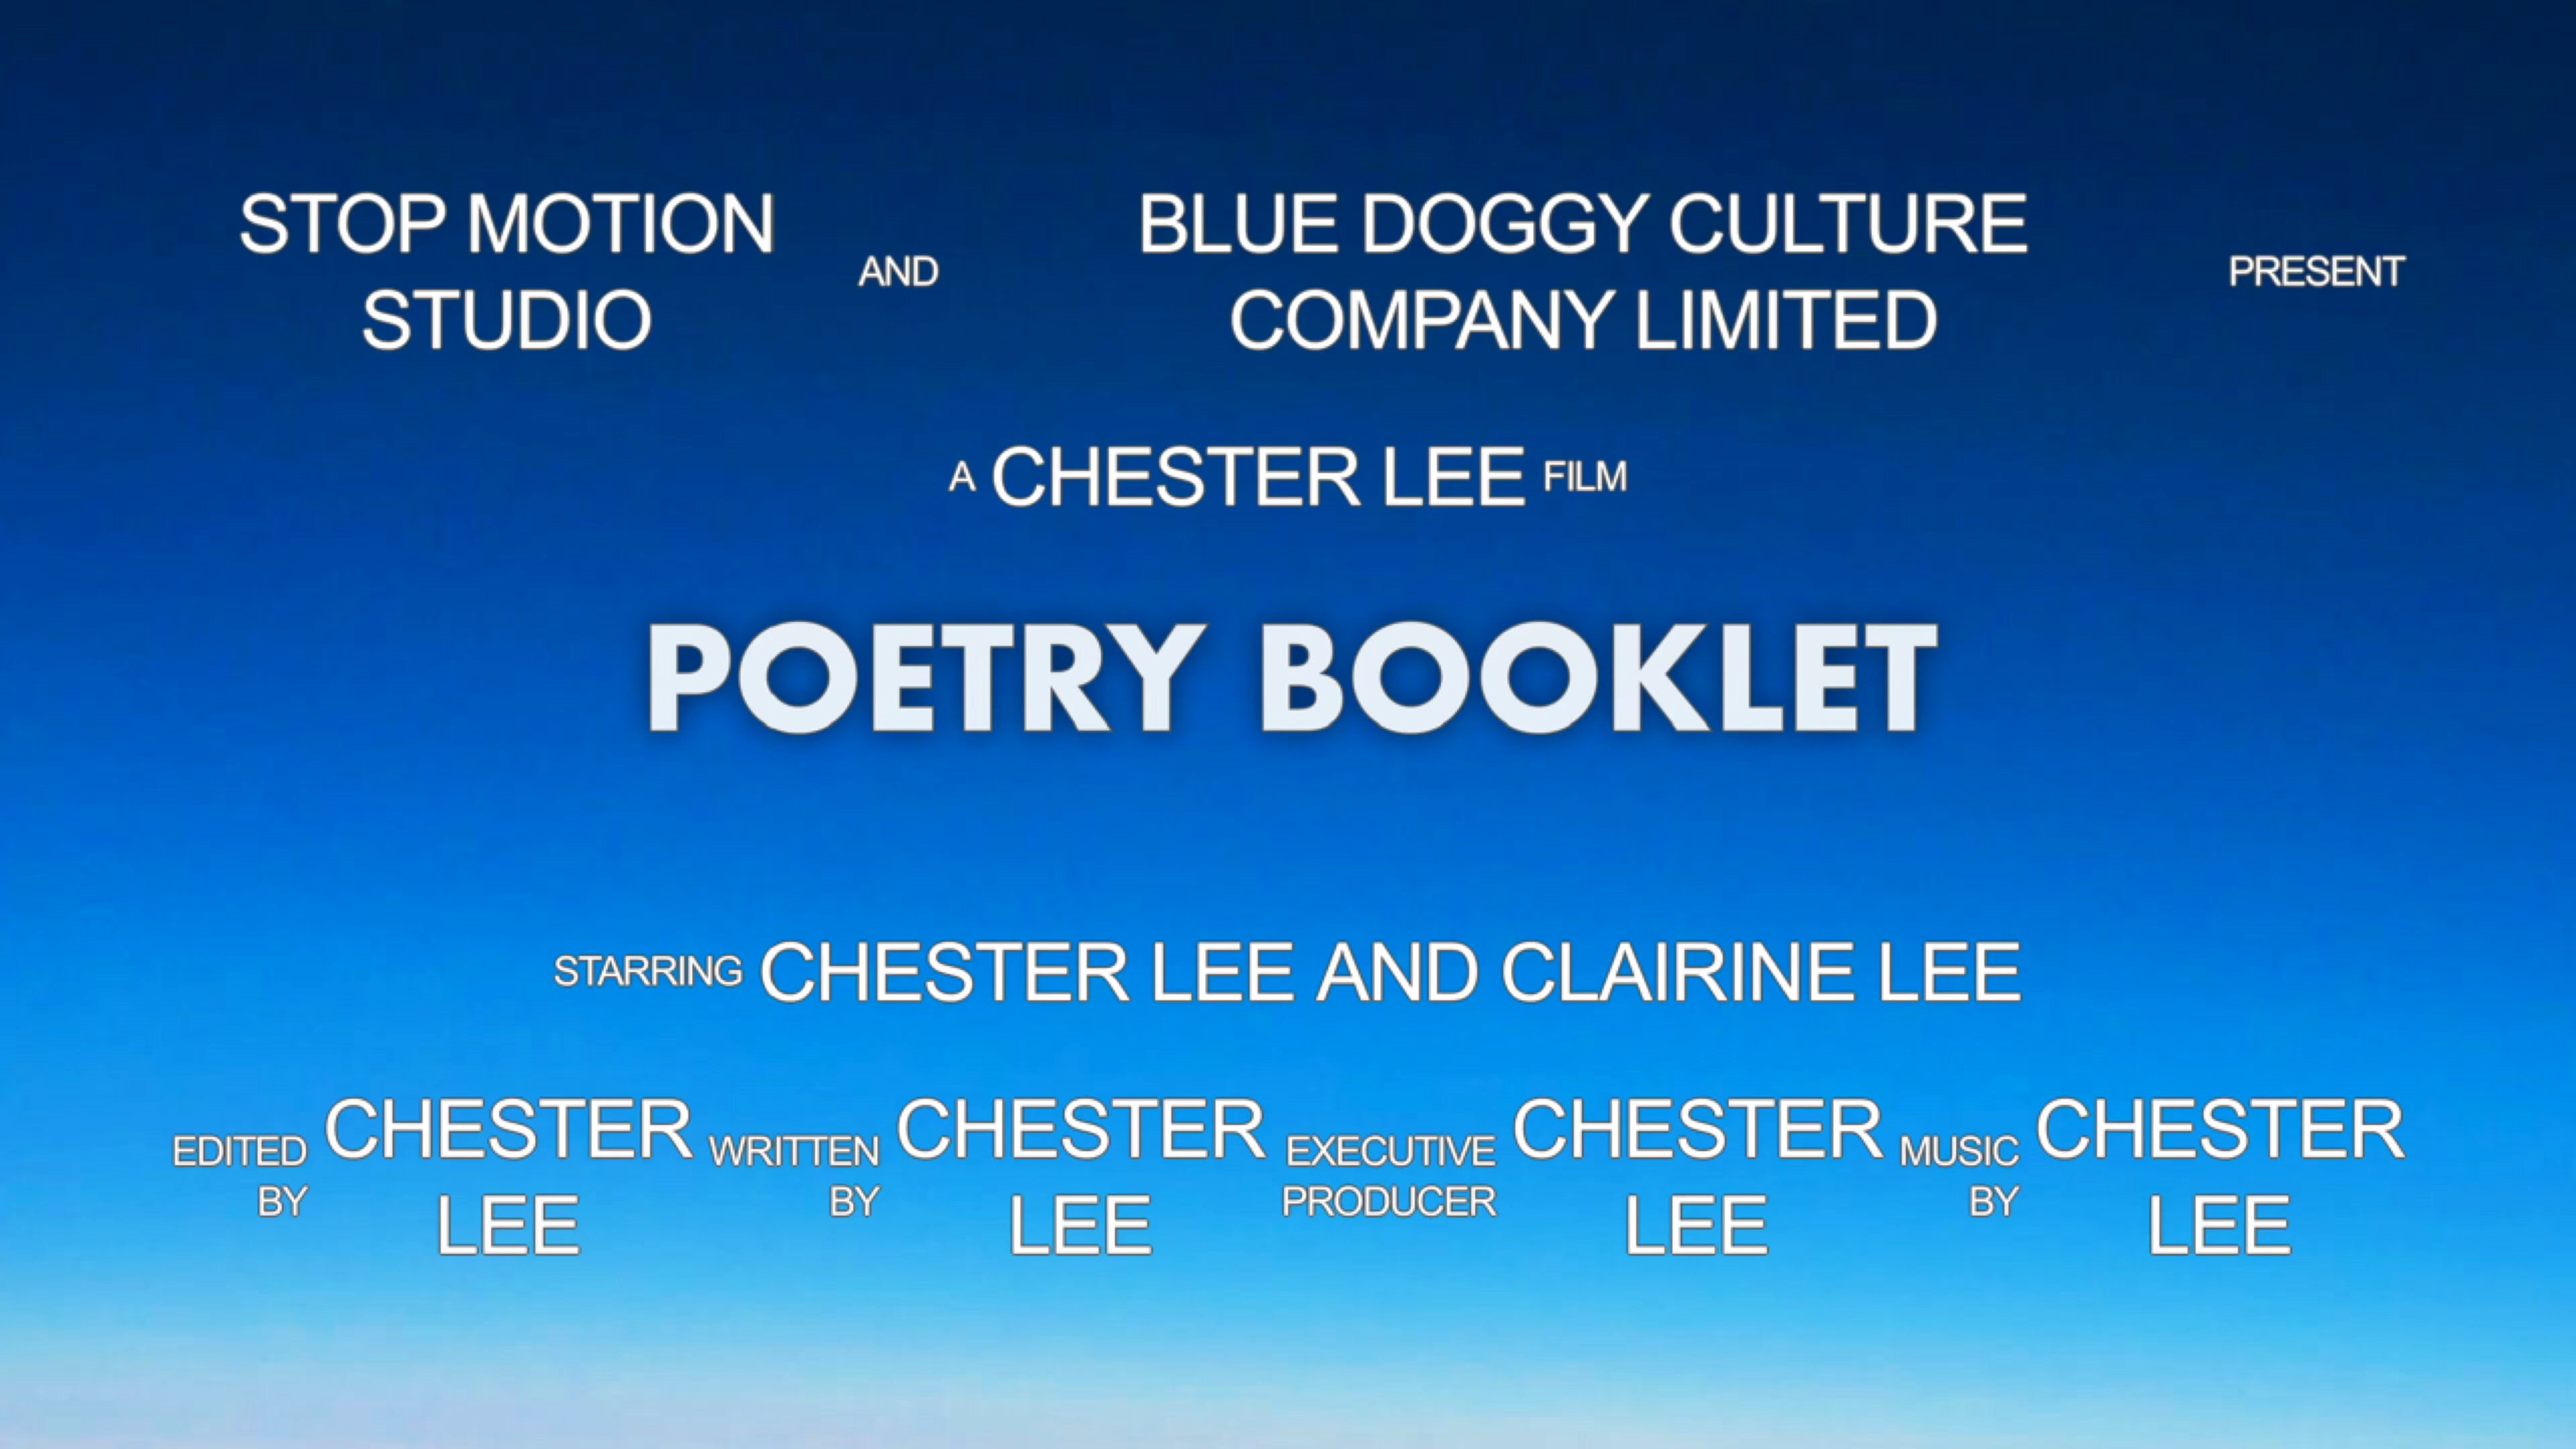 STOP MOTION
STUDIO
AND
BLUE DOGGY CULTURE
COMPANY LIMITED
PRESENT
A CHESTER LEE FILM
POETRY BOOKLET
STARRING CHESTER LEE AND CLAIRINE LEE
EDITED
BY
CHESTER
LEE
WRITTEN
BY
CHESTER
LEE
EXECUTIVE
PRODUCER
CHESTER
LEE
MUSIC
BY
CHESTER
LEE